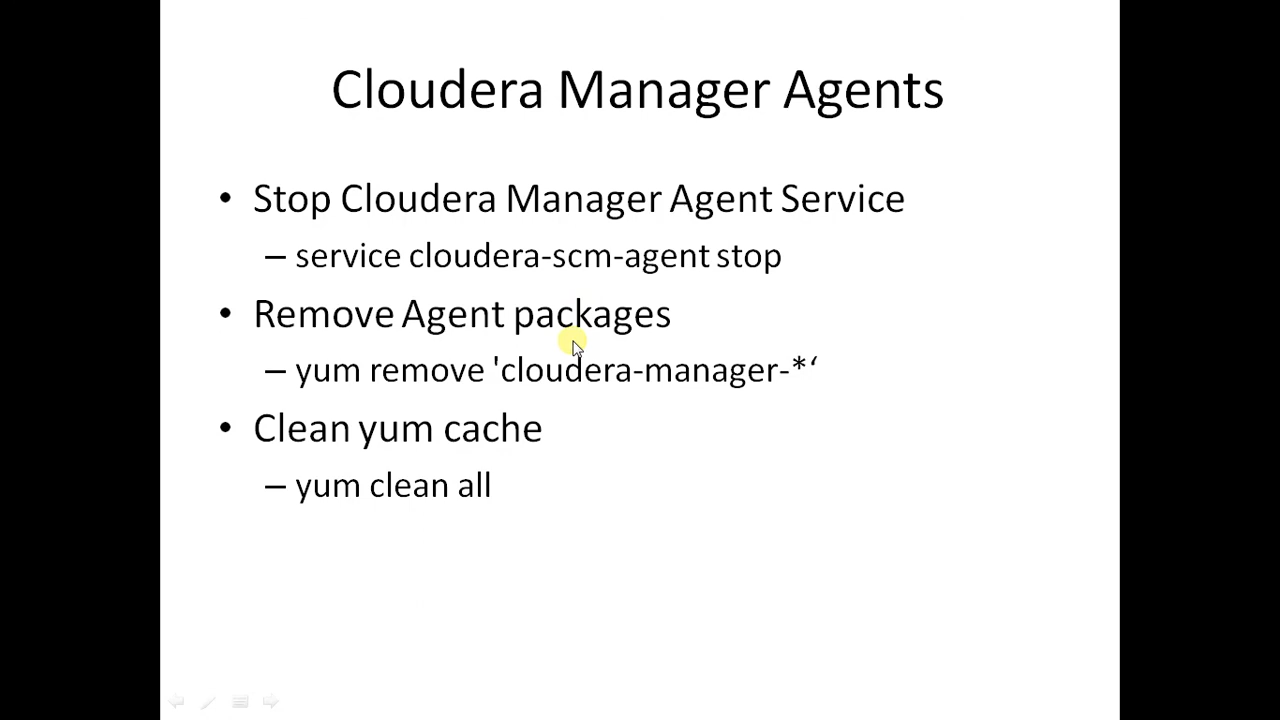 Cloudera Manager Agents
• Stop Cloudera Manager Agent Service
– service cloudera-scm-agent stop
• Remove Agent packages
– yum remove 'cloudera-manager-*‘
• Clean yum cache
– yum clean all